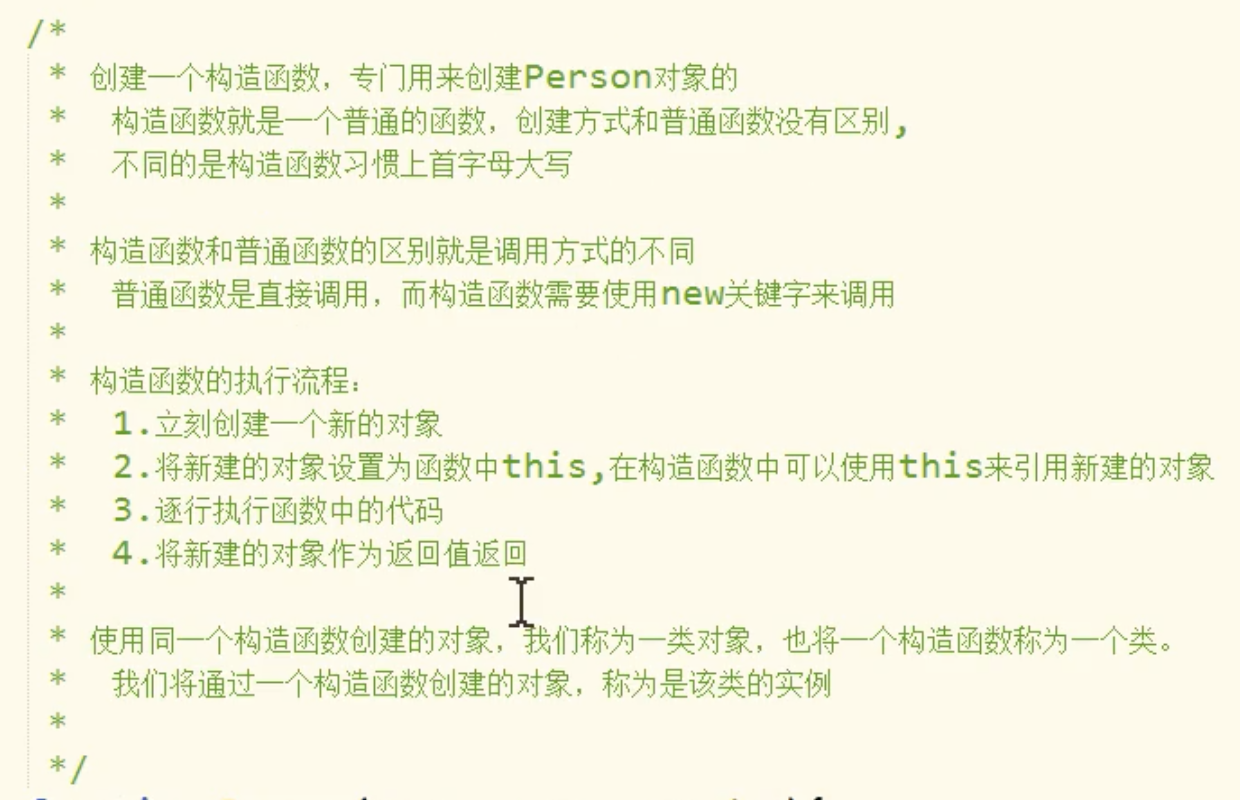 /*
* 创建一个构造函数，专门用来创建Person对象的
* 构造函数就是一个普通的函数，创建方式和普通函数没有区别,
* 不同的是构造函数习惯上首字母大写
*
* 构造函数和普通函数的区别就是调用方式的不同
* 普通函数是直接调用，而构造函数需要使用new关键字来调用
*
* 构造函数的执行流程：
* 1.立刻创建一个新的对象
* 2.将新建的对象设置为函数中this,在构造函数中可以使用this来引用新建的对象
* 3.逐行执行函数中的代码
* 4.将新建的对象作为返回值返回
*
* 使用同一个构造函数创建的对象，我们称为一类对象，也将一个构造函数称为一个类。
* 我们将通过一个构造函数创建的对象，称为是该类的实例
*
*/